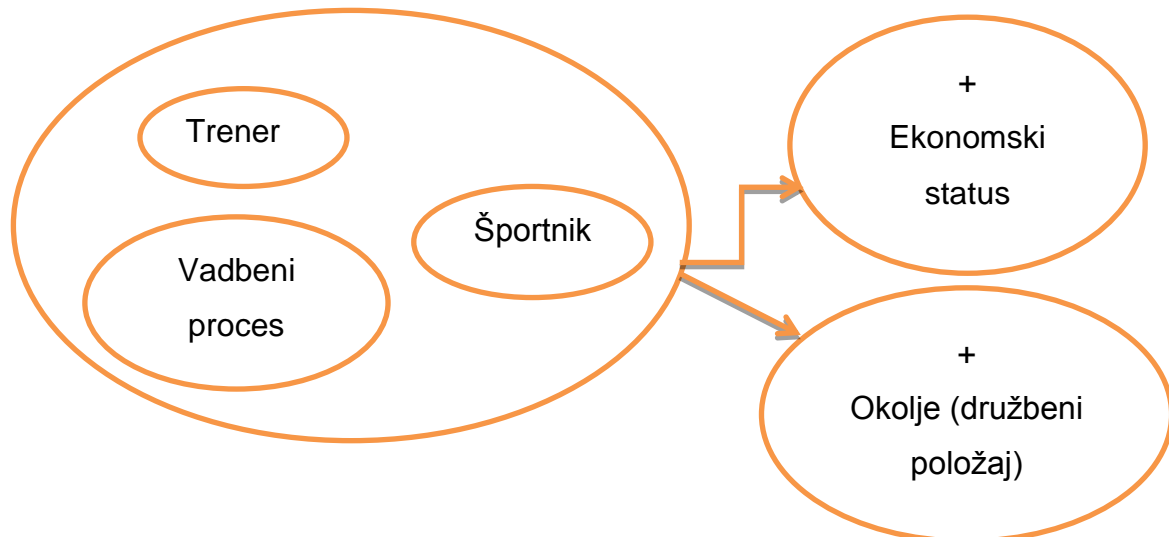 Trener
Športnik
Vadbeni
proces
+
Ekonomski
status
+
Okolje (družbeni
položaj)